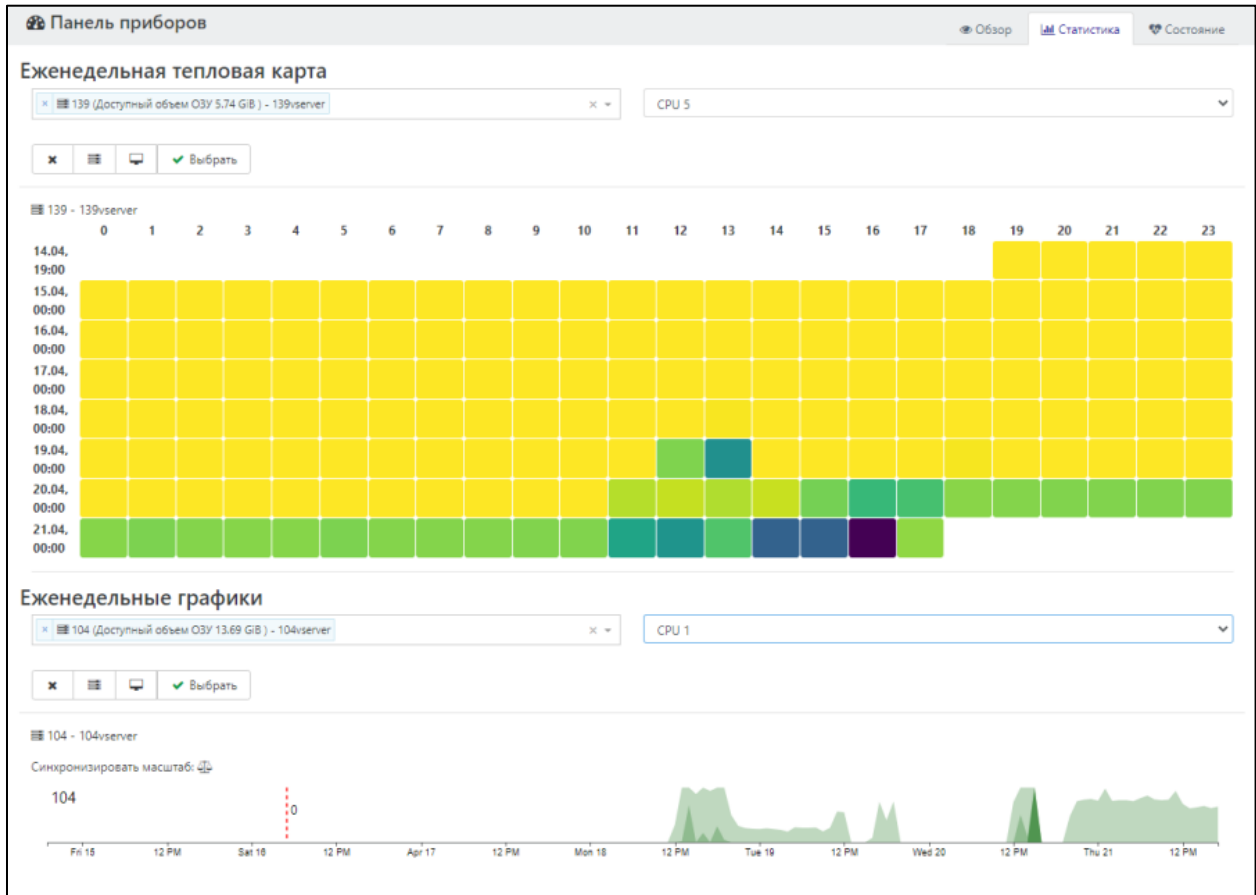 Панель приборов
Обзор Статистика Состояние
Еженедельная тепловая карта
× 139 (Доступный объем ОЗУ 5.74 GiB ) - 139vserver × CPU 5
Выбрать
139 - 139vserver
0 1 2 3 4 5 6 7 8 9 10 11 12 13 14 15 16 17 18 19 20 21 22 23
14.04,
19:00
15.04,
00:00
16.04,
00:00
17.04,
00:00
18.04,
00:00
19.04,
00:00
20.04,
00:00
21.04,
00:00
Еженедельные графики
× 104 (Доступный объем ОЗУ 13.69 GiB ) - 104vserver × CPU 1
Выбрать
104 - 104vserver
Синхронизировать масштаб:
104
0
Fri 15 12 PM Sat 16 12 PM Apr 17 12 PM Mon 18 12 PM Tue 19 12 PM Wed 20 12 PM Thu 21 12 PM